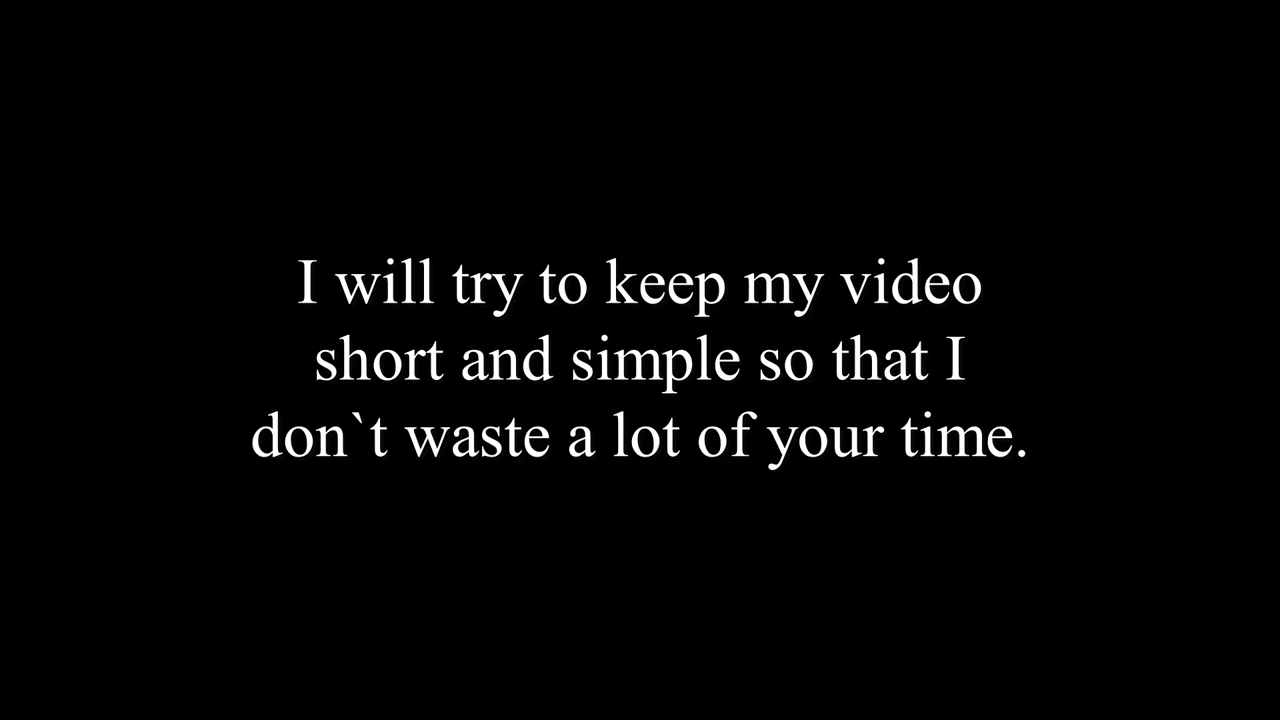 I will try to keep my video
short and simple so that I
don`t waste a lot of your time.